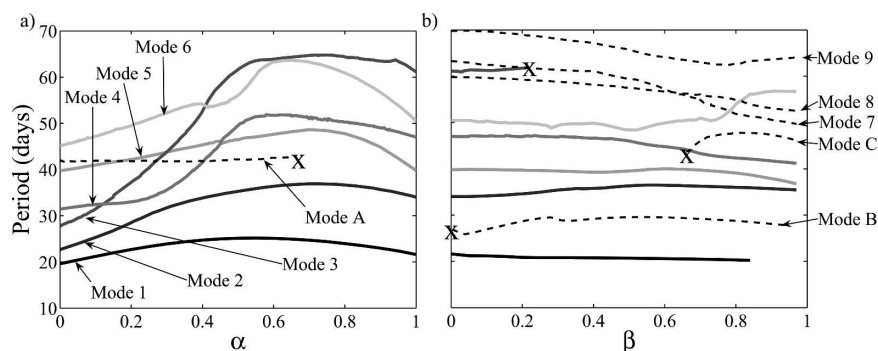 a)
b)
Period (days)
70
60
50
40
30
20
10
0
0.2
0.4
0.6
0.8
1
α
Mode 6
Mode 5
Mode 4
Mode A
Mode 3
Mode 2
Mode 1
X
0
0.2
0.4
0.6
0.8
1
β
X
X
X
Mode 9
Mode 8
Mode 7
Mode C
Mode B